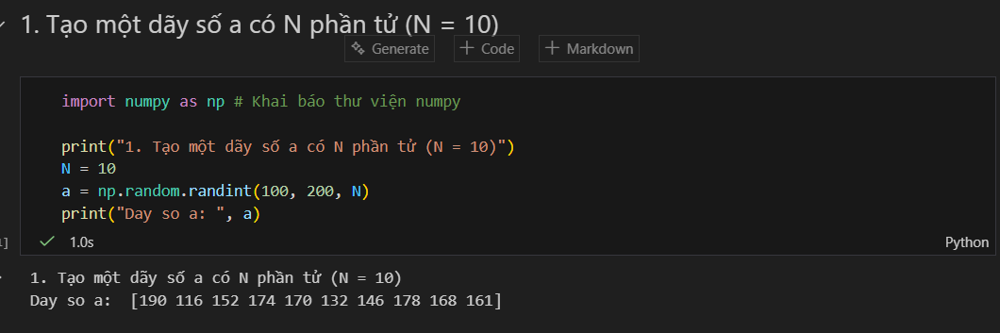 1. Tạo một dãy số a có N phần tử (N = 10)
Generate + Code + Markdown
import numpy as np # Khai báo thư viện numpy
print("1. Tạo một dãy số a có N phần tử (N = 10)")
N = 10
a = np.random.randint(100, 200, N)
print("Day so a: ", a)
1.0s Python
1. Tạo một dãy số a có N phần tử (N = 10)
Day so a:  [190 116 152 174 170 132 146 178 168 161]